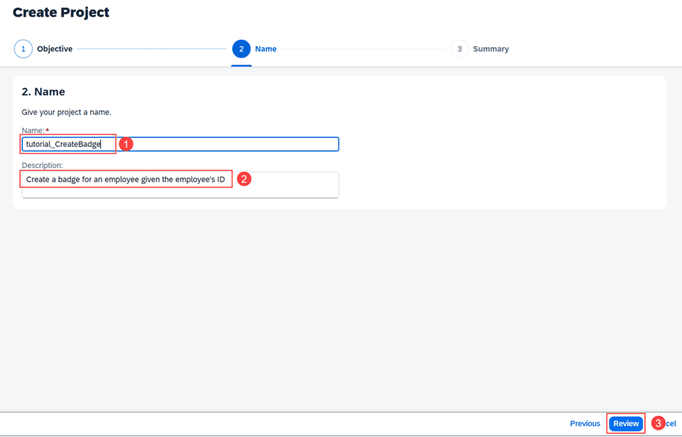 Create Project
1 Objective 2 Name 3 Summary
2. Name
Give your project a name.
Name:*
tutorial_CreateBadge 1
Description:
Create a badge for an employee given the employee's ID 2
Previous Review 3 cel